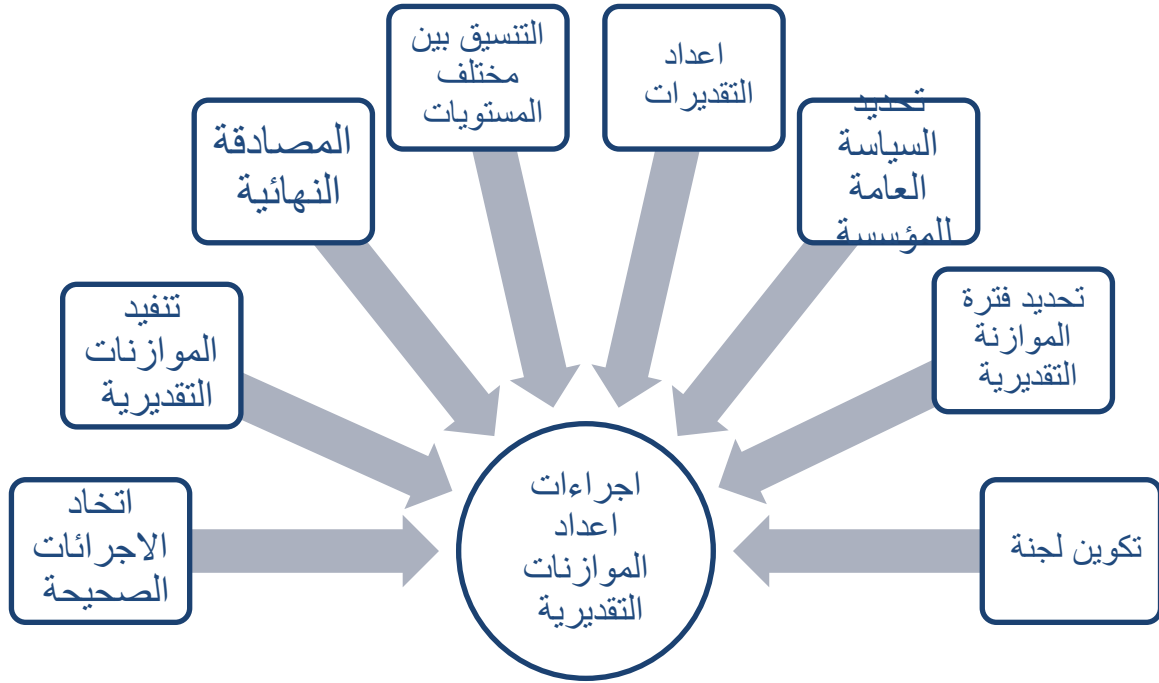 تكوين لجنة
تحديد فترة
الموازنة
التقديرية
تحديد
السياسة
العامة
للمؤسسة
اعداد
التقديرات
التنسيق بين
مختلف
المستويات
المصادقة
النهائية
تنفيد
الموازنات
التقديرية
اتخاد
الاجرائات
الصحيحة
اجراءات
اعداد
الموازنات
التقديرية